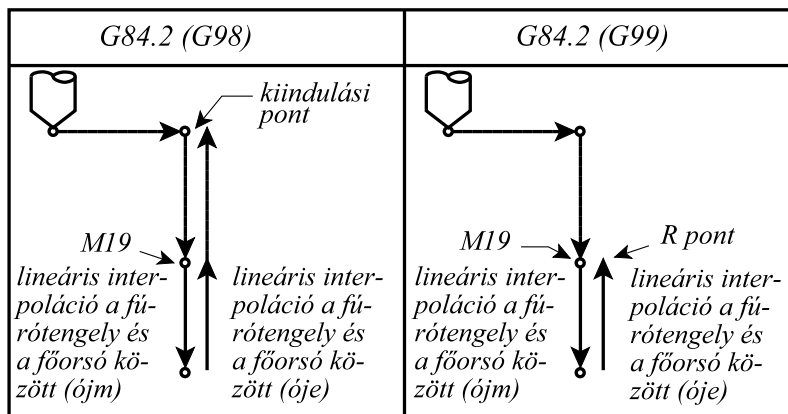 G84.2 (G98)
G84.2 (G99)
kiindulási
pont
M19
lineáris inter-
poláció a fú-
rótengely és
a főorsó kö-
zött (ójm)
lineáris inter-
poláció a fú-
rótengely és
a főorsó kö-
zött (óje)
M19
R pont
lineáris inter-
poláció a fú-
rótengely és
a főorsó kö-
zött (ójm)
lineáris inter-
poláció a fú-
rótengely és
a főorsó kö-
zött (óje)